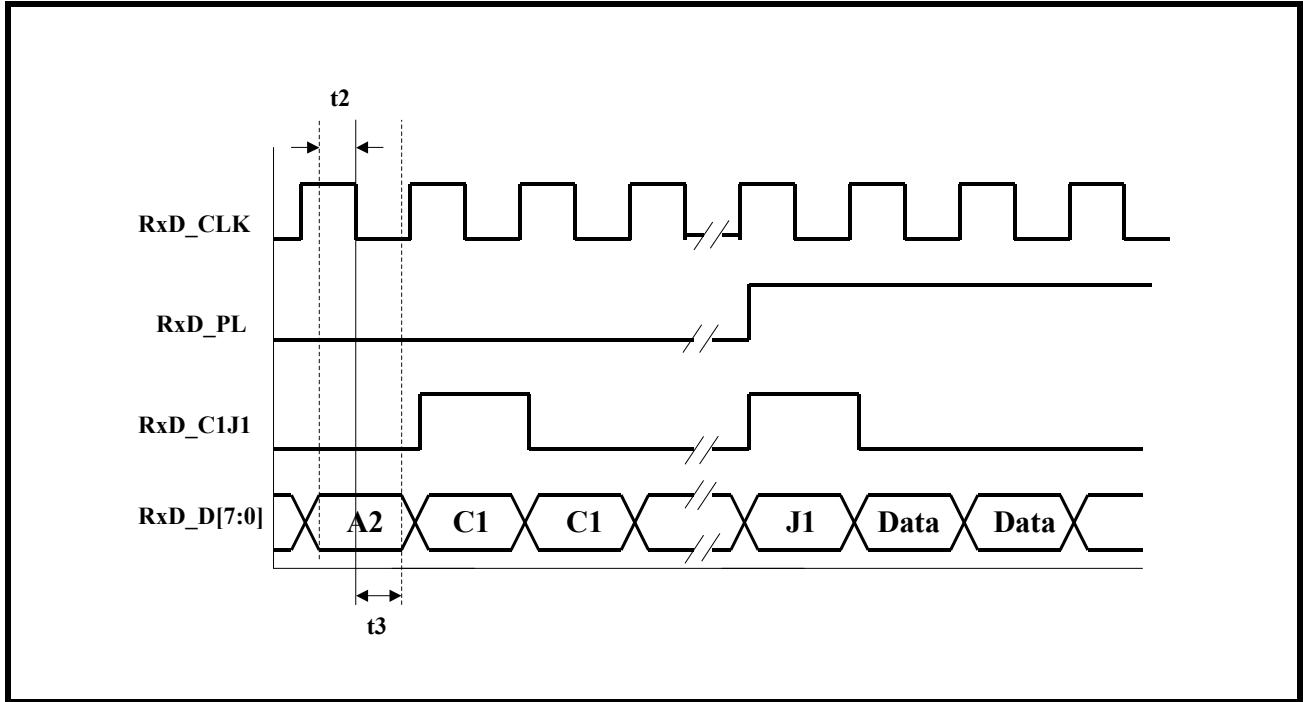 t2
RxD_CLK
RxD_PL
RxD_C1J1
RxD_D[7:0] A2 C1 C1 J1 Data Data
t3